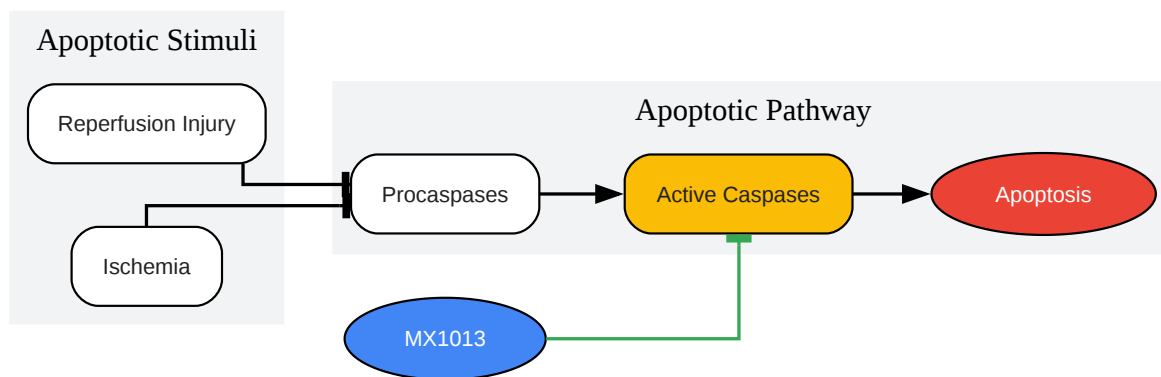 Apoptotic Stimuli
Reperfusion Injury
Ischemia
Apoptotic Pathway
Procaspases
Active Caspases
Apoptosis
MX1013